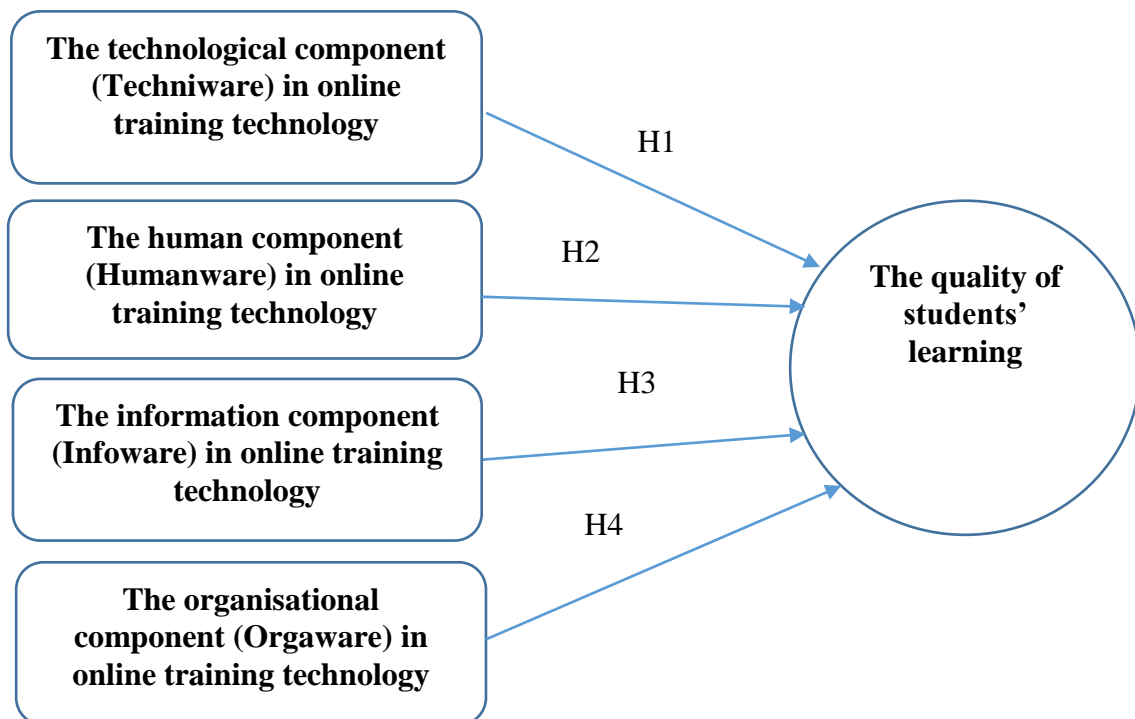 The technological component
(Techniware) in online
training technology
H1
The human component
(Humanware) in online
training technology
H2
The quality of
students’
learning
The information component
(Infoware) in online training
technology
H3
The organisational
component (Orgaware) in
online training technology
H4